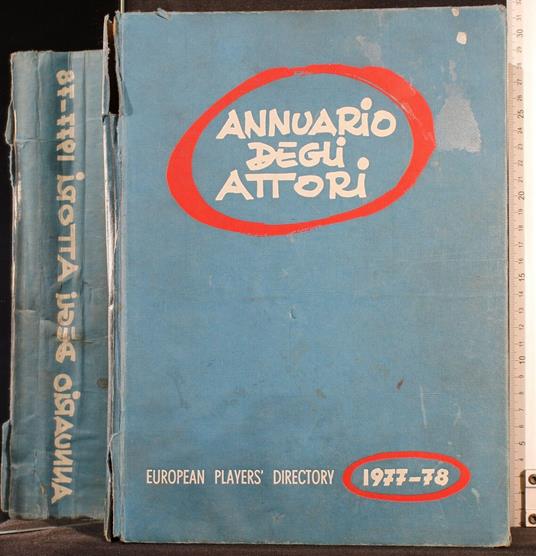 ANNUARIO
DEGLI
ATTORI
EUROPEAN PLAYERS' DIRECTORY 1977-78
ANNUARIO DEGLI ATTORI 1977-78